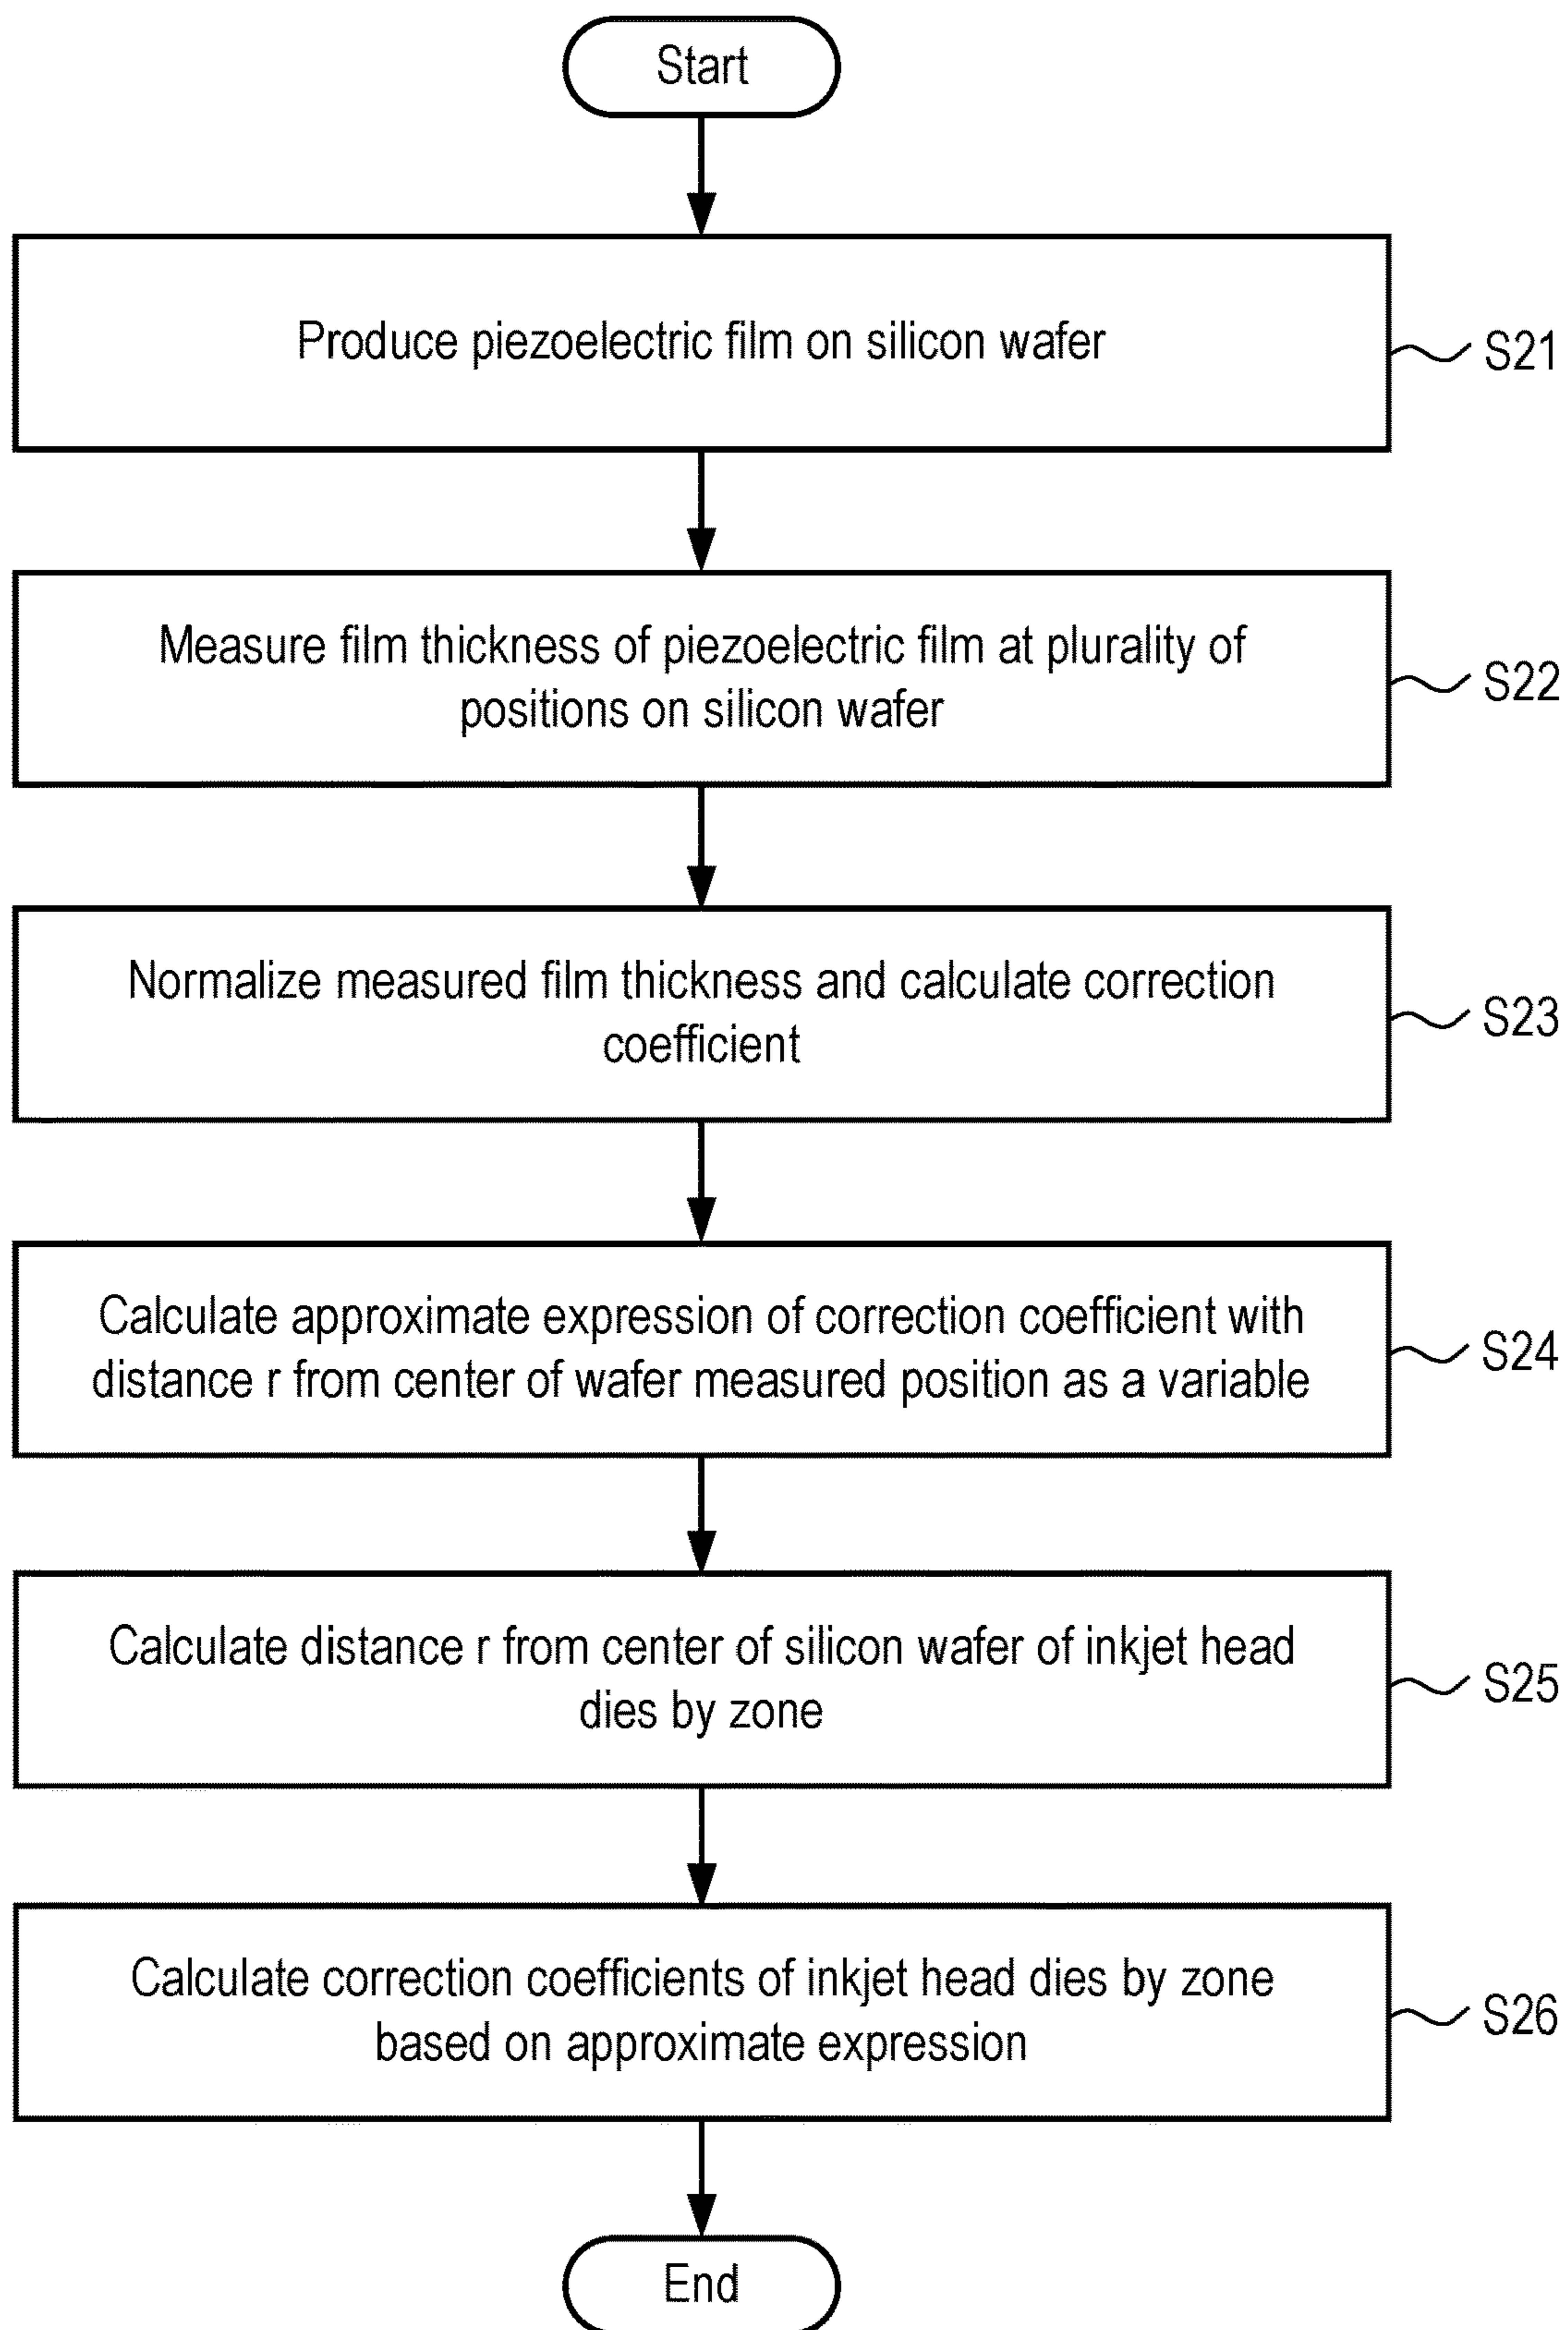 Start
Produce piezoelectric film on silicon wafer
S21
Measure film thickness of piezoelectric film at plurality of
positions on silicon wafer
S22
Normalize measured film thickness and calculate correction
coefficient
S23
Calculate approximate expression of correction coefficient with
distance r from center of wafer measured position as a variable
S24
Calculate distance r from center of silicon wafer of inkjet head
dies by zone
S25
Calculate correction coefficients of inkjet head dies by zone
based on approximate expression
S26
End